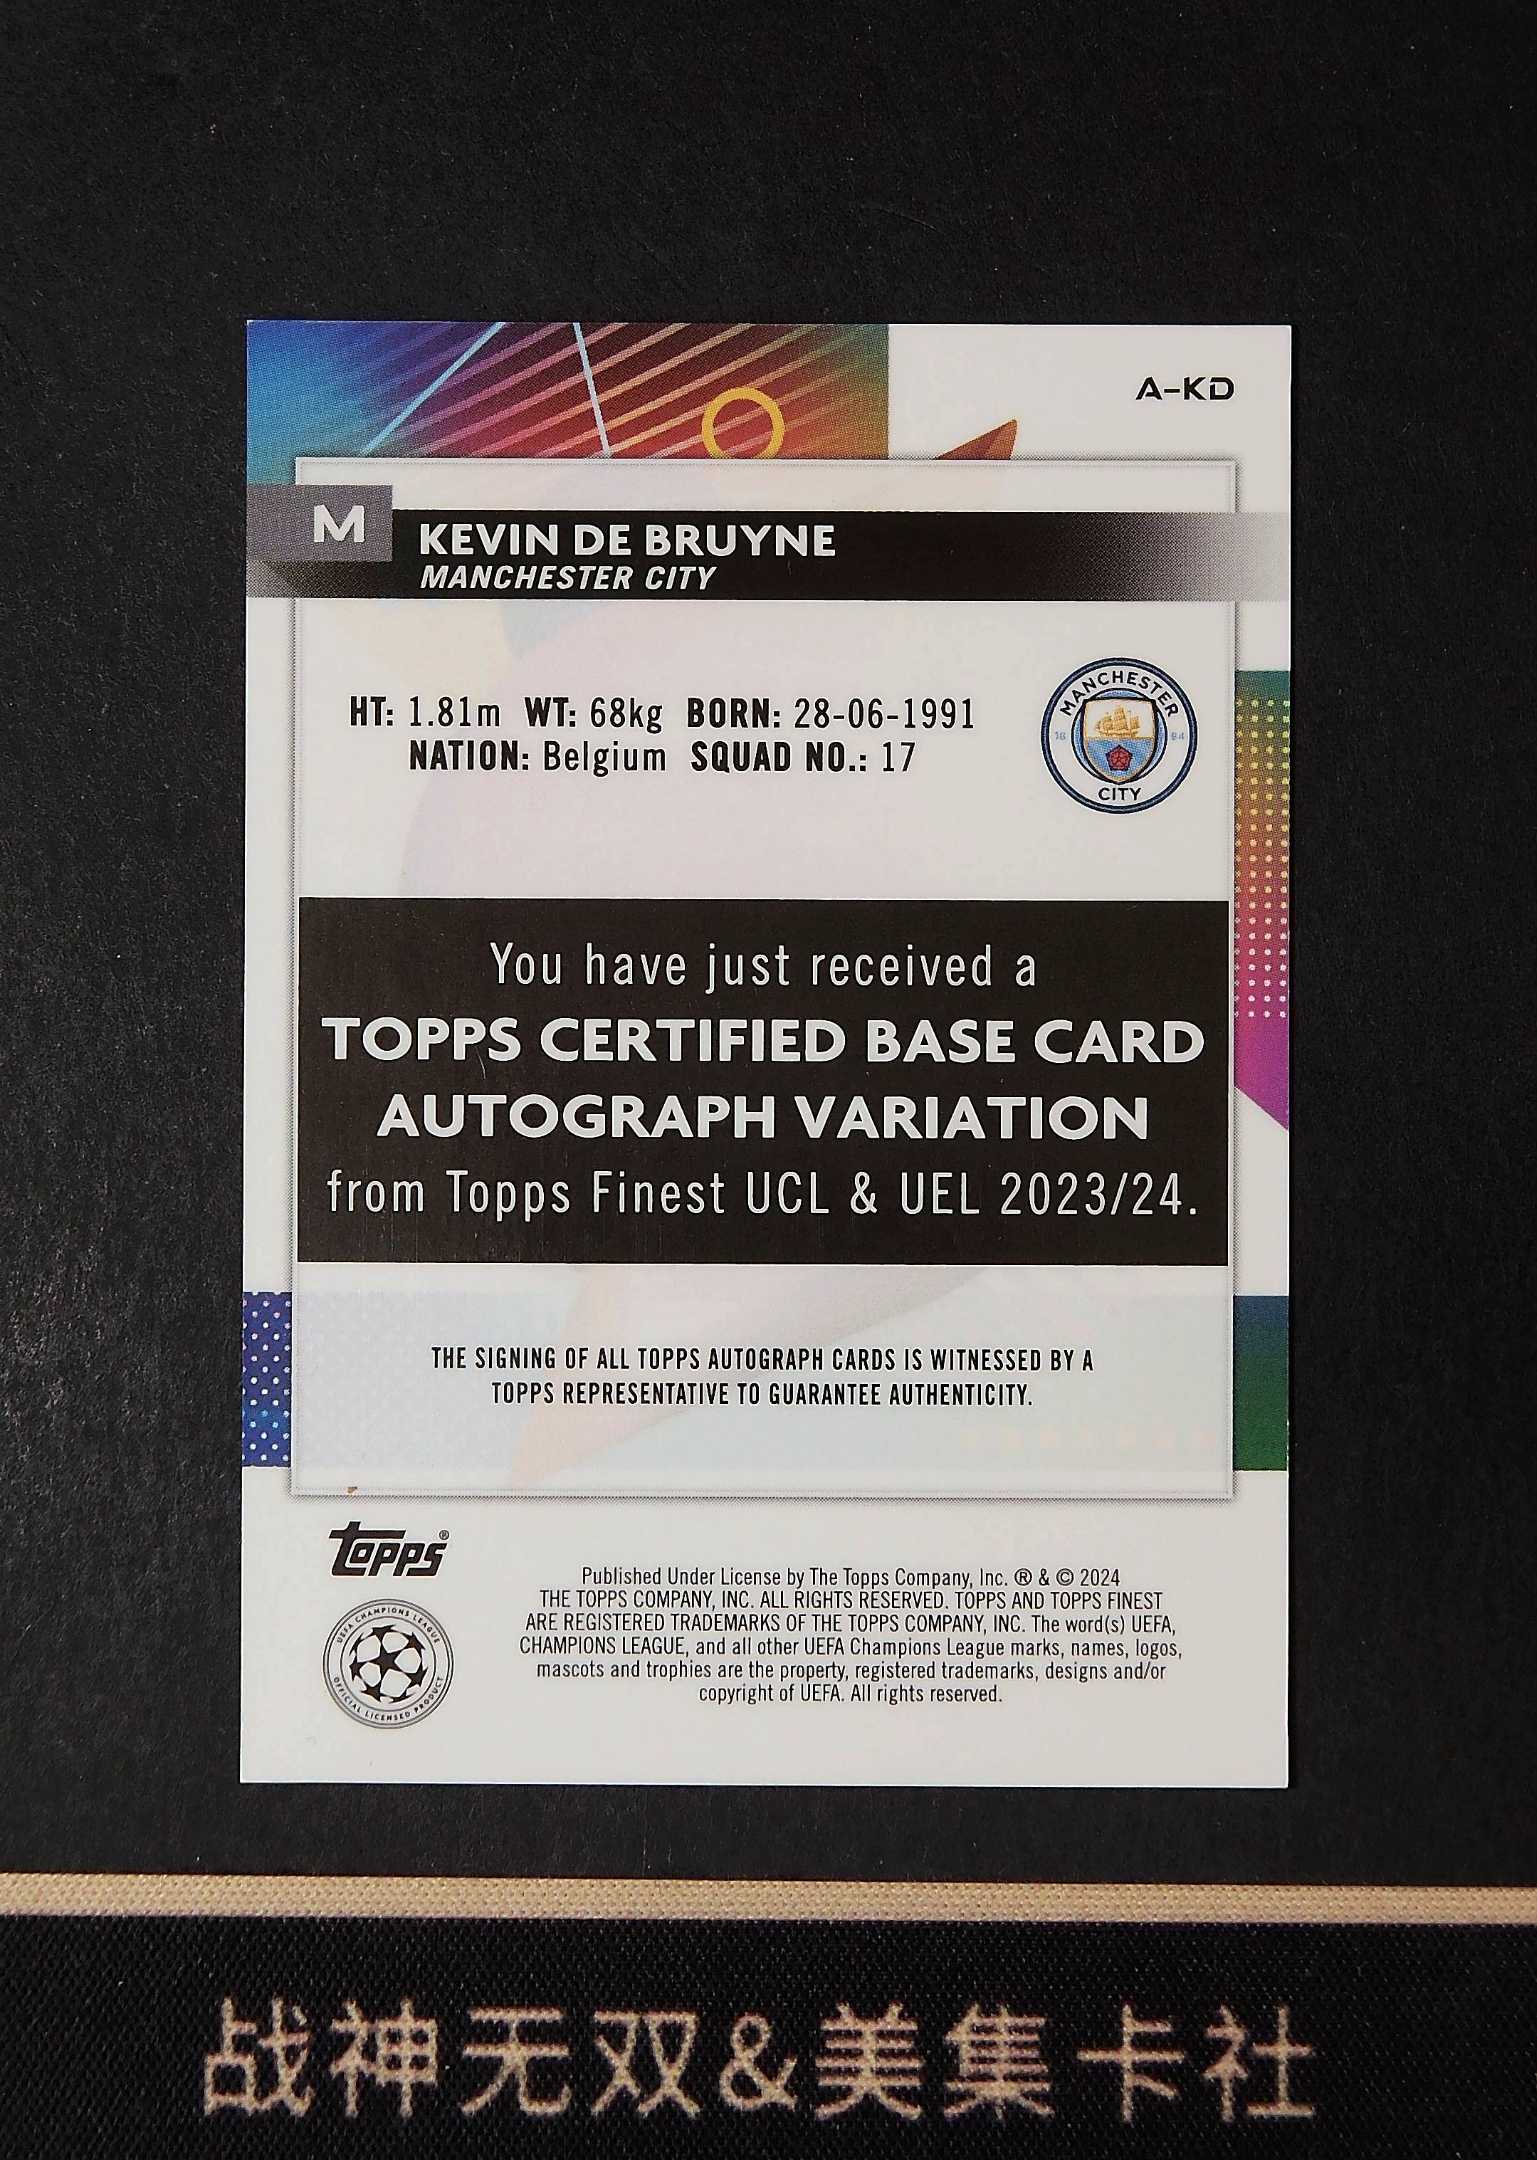 A-KD
M
KEVIN DE BRUYNE
MANCHESTER CITY
HT: 1.81m WT: 68kg BORN: 28-06-1991
NATION: Belgium SQUAD NO.: 17
MANCHESTER
18 94
CITY
You have just received a
TOPPS CERTIFIED BASE CARD
AUTOGRAPH VARIATION
from Topps Finest UCL & UEL 2023/24.
THE SIGNING OF ALL TOPPS AUTOGRAPH CARDS IS WITNESSED BY A
TOPPS REPRESENTATIVE TO GUARANTEE AUTHENTICITY.
topps®
UEFA CHAMPIONS LEAGUE
OFFICIAL LICENSED PRODUCT
Published Under License by The Topps Company, Inc. ® & © 2024
THE TOPPS COMPANY, INC. ALL RIGHTS RESERVED. TOPPS AND TOPPS FINEST
ARE REGISTERED TRADEMARKS OF THE TOPPS COMPANY, INC. The word(s) UEFA,
CHAMPIONS LEAGUE, and all other UEFA Champions League marks, names, logos,
mascots and trophies are the property, registered trademarks, designs and/or
copyright of UEFA. All rights reserved.
战神无双&美集卡社